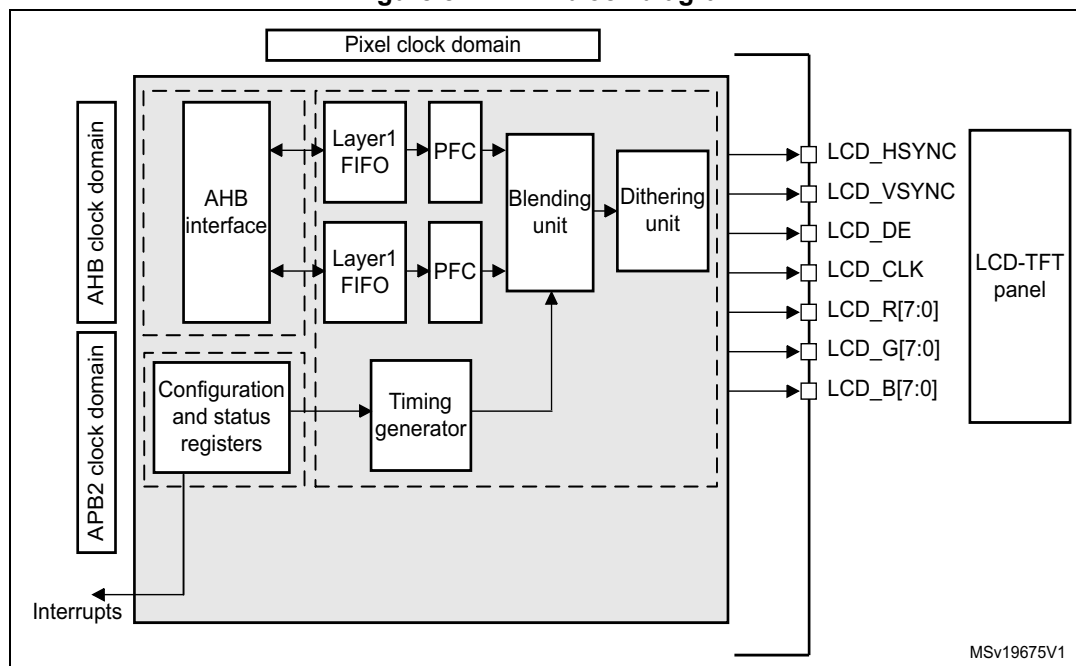 Pixel clock domain
AHB clock domain
APB2 clock domain
AHB
interface
Layer1
FIFO
PFC
Layer1
FIFO
PFC
Blending
unit
Dithering
unit
Configuration
and status
registers
Timing
generator
Interrupts
LCD_HSYNC
LCD_VSYNC
LCD_DE
LCD_CLK
LCD_R[7:0]
LCD_G[7:0]
LCD_B[7:0]
LCD-TFT
panel
MSv19675V1